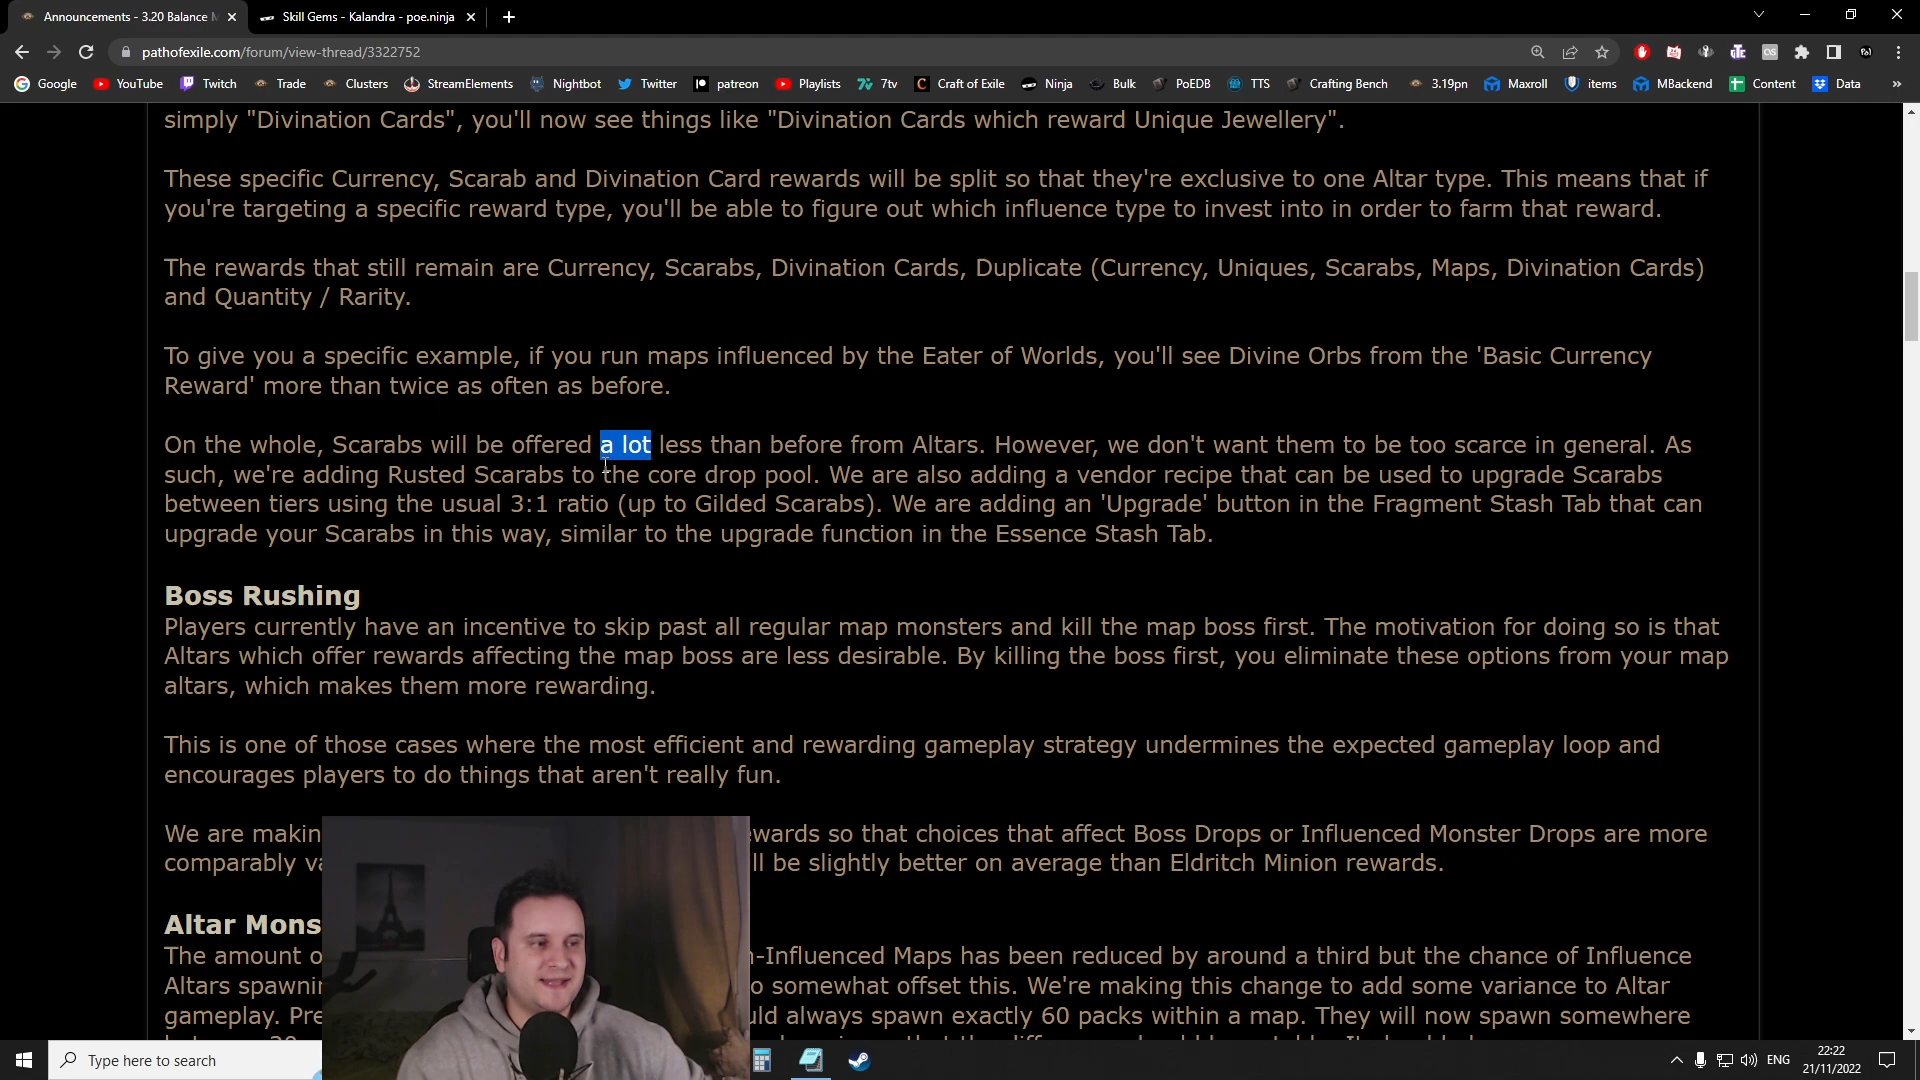 Announcements - 3.20 Balance M
Skill Gems - Kalandra - poe.ninja
pathofexile.com/forum/view-thread/3322752
Google YouTube Twitch Trade Clusters StreamElements Nightbot Twitter patreon Playlists 7tv Craft of Exile Ninja Bulk PoEDB TTS Crafting Bench 3.19pn Maxroll items MBackend Content Data »
simply "Divination Cards", you'll now see things like "Divination Cards which reward Unique Jewellery".
These specific Currency, Scarab and Divination Card rewards will be split so that they're exclusive to one Altar type. This means that if
you're targeting a specific reward type, you'll be able to figure out which influence type to invest into in order to farm that reward.
The rewards that still remain are Currency, Scarabs, Divination Cards, Duplicate (Currency, Uniques, Scarabs, Maps, Divination Cards)
and Quantity / Rarity.
To give you a specific example, if you run maps influenced by the Eater of Worlds, you'll see Divine Orbs from the 'Basic Currency
Reward' more than twice as often as before.
On the whole, Scarabs will be offered a lot less than before from Altars. However, we don't want them to be too scarce in general. As
such, we're adding Rusted Scarabs to the core drop pool. We are also adding a vendor recipe that can be used to upgrade Scarabs
between tiers using the usual 3:1 ratio (up to Gilded Scarabs). We are adding an 'Upgrade' button in the Fragment Stash Tab that can
upgrade your Scarabs in this way, similar to the upgrade function in the Essence Stash Tab.
Boss Rushing
Players currently have an incentive to skip past all regular map monsters and kill the map boss first. The motivation for doing so is that
Altars which offer rewards affecting the map boss are less desirable. By killing the boss first, you eliminate these options from your map
altars, which makes them more rewarding.
This is one of those cases where the most efficient and rewarding gameplay strategy undermines the expected gameplay loop and
encourages players to do things that aren't really fun.
We are makin ewards so that choices that affect Boss Drops or Influenced Monster Drops are more
comparably va ll be slightly better on average than Eldritch Minion rewards.
Altar Mons
The amount o n-Influenced Maps has been reduced by around a third but the chance of Influence
Altars spawnin o somewhat offset this. We're making this change to add some variance to Altar
gameplay. Pre uld always spawn exactly 60 packs within a map. They will now spawn somewhere
Type here to search
ENG
22:22
21/11/2022